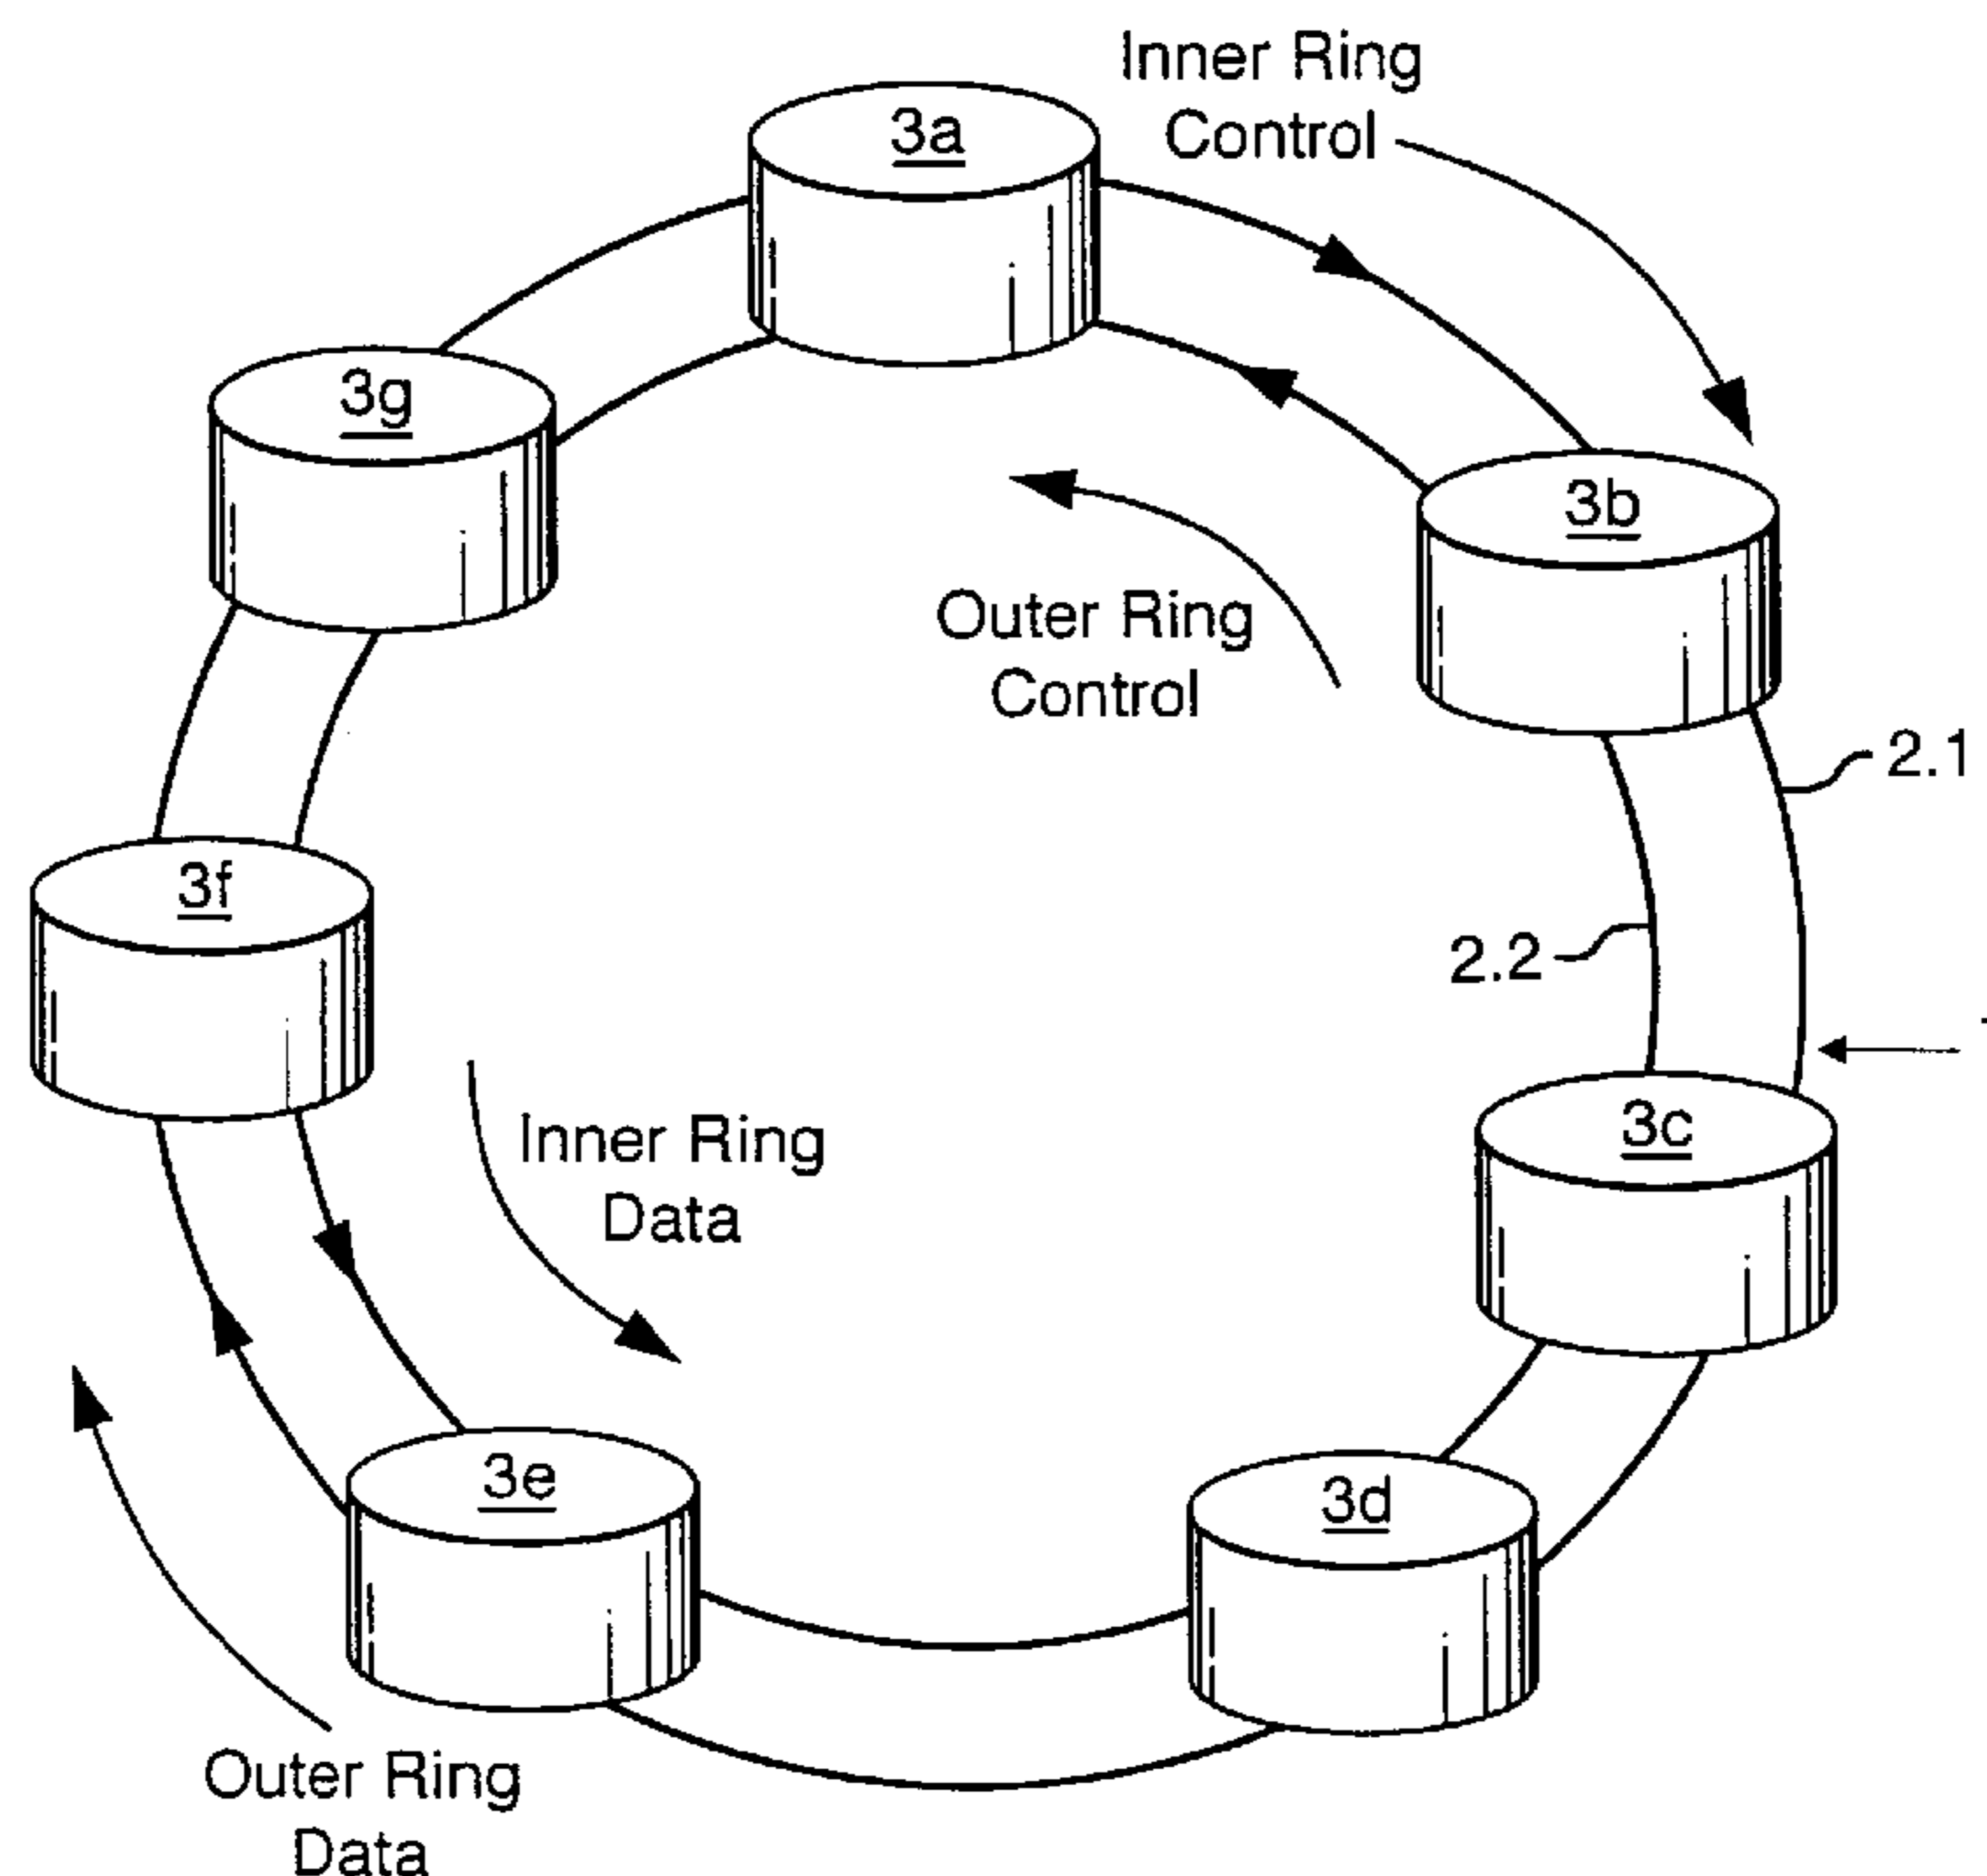 Inner Ring
Control
3a
3g
3b
Outer Ring
Control
2.1
3f
2.2
3c
Inner Ring
Data
3e
3d
Outer Ring
Data